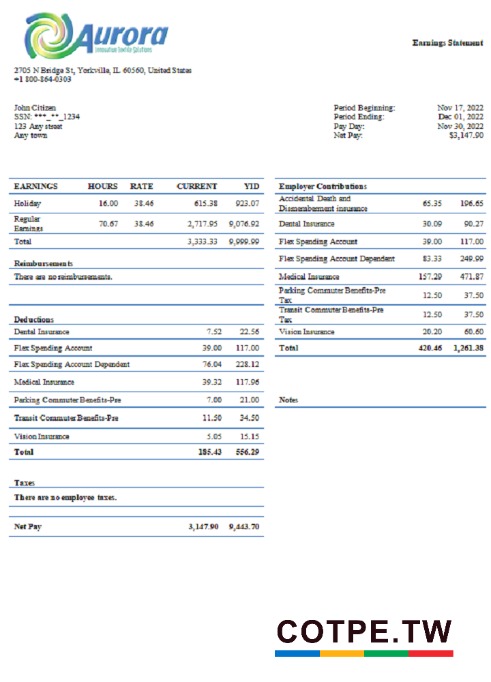 Aurora
Innovation Textile Solutions
Earnings Statement
2705 N Bridge St, Yorkville, IL 60560, United States
+1 800-864-0303
John Citizen
SSN: ***_**_1234
123 Any street
Any town
Period Beginning: Nov 17, 2022
Period Ending: Dec 01, 2022
Pay Day: Nov 30, 2022
Net Pay: $3,147.90
EARNINGS HOURS RATE CURRENT YTD
Holiday 16.00 38.46 615.38 923.07
Regular
Earnings 70.67 38.46 2,717.95 9,076.92
Total 3,333.33 9,999.99
Reimbursements
There are no reimbursements.
Deductions
Dental Insurance 7.52 22.56
Flex Spending Account 39.00 117.00
Flex Spending Account Dependent 76.04 228.12
Medical Insurance 39.32 117.96
Parking Commuter Benefits-Pre 7.00 21.00
Transit Commuter Benefits-Pre 11.50 34.50
Vision Insurance 5.05 15.15
Total 185.43 556.29
Taxes
There are no employee taxes.
Net Pay 3,147.90 9,443.70
Employer Contributions
Accidental Death and
Dismemberment insurance 65.35 196.65
Dental Insurance 30.09 90.27
Flex Spending Account 39.00 117.00
Flex Spending Account Dependent 83.33 249.99
Medical Insurance 157.29 471.87
Parking Commuter Benefits-Pre
Tax 12.50 37.50
Transit Commuter Benefits-Pre
Tax 12.50 37.50
Vision Insurance 20.20 60.60
Total 420.46 1,261.38
Notes
COTPE.TW